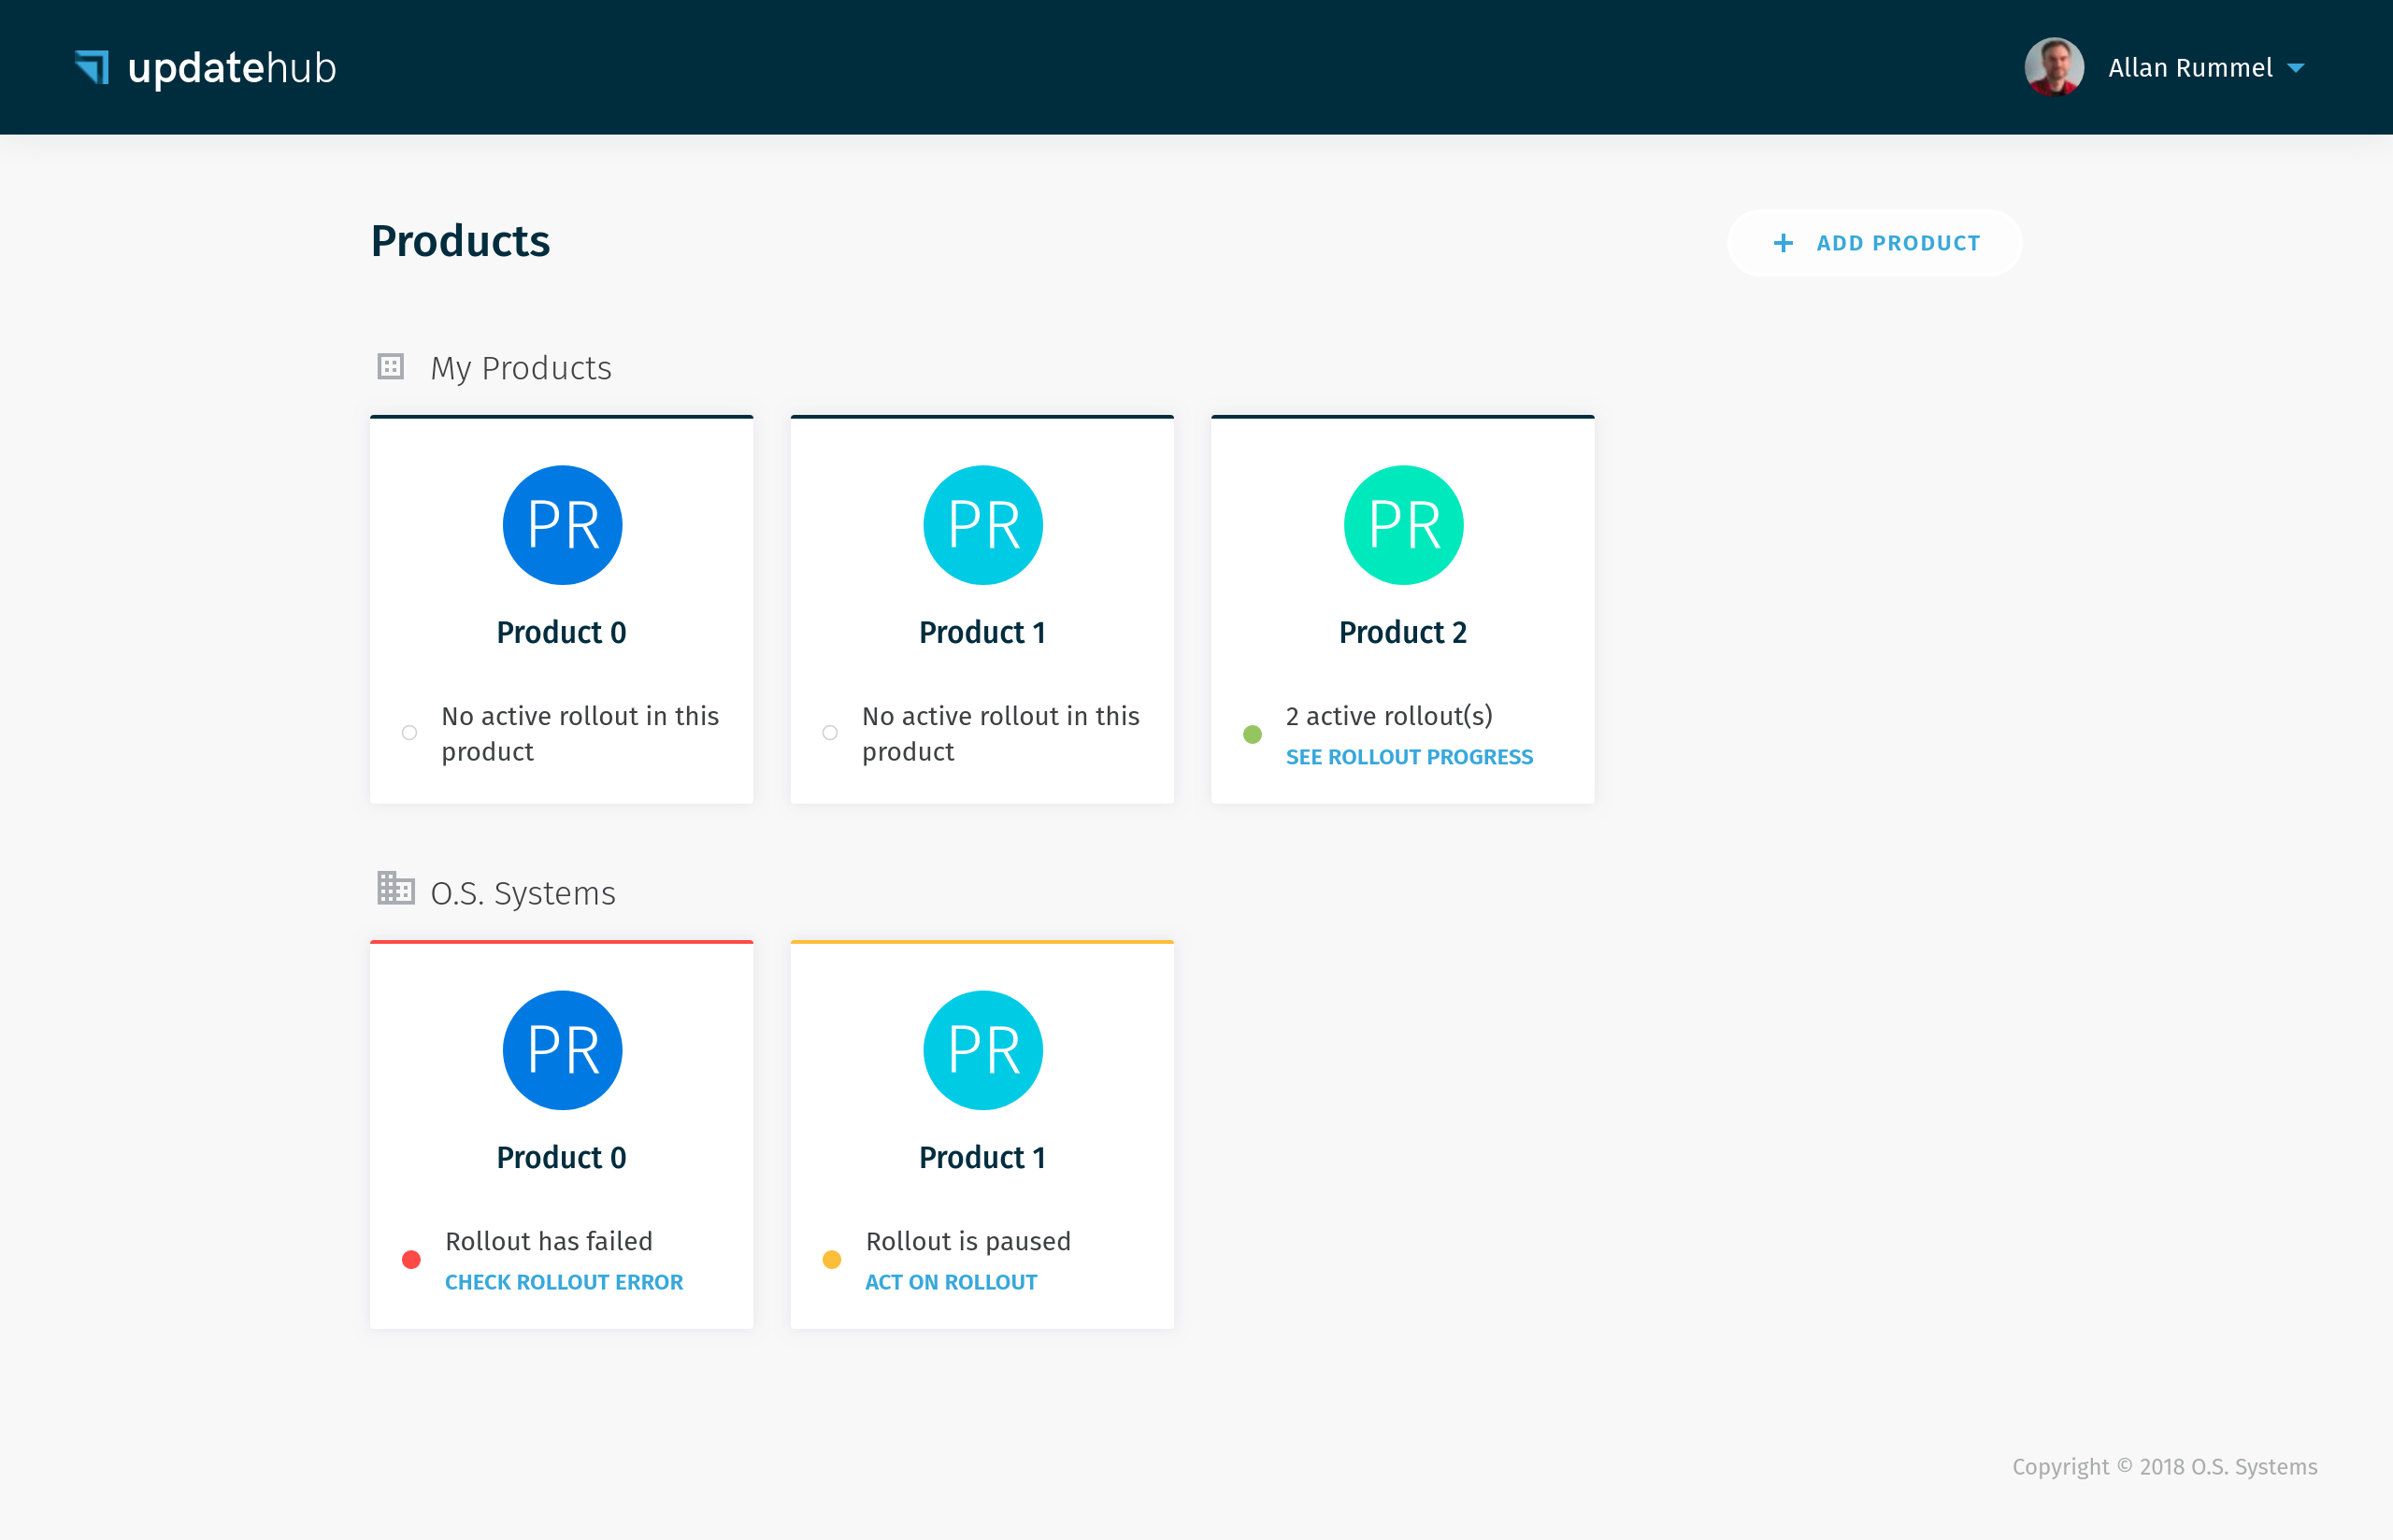 updatehub
Allan Rummel
Products
+ ADD PRODUCT
My Products
PR
PR
PR
Product 0
Product 1
Product 2
No active rollout in this
product
No active rollout in this
product
2 active rollout(s)
SEE ROLLOUT PROGRESS
O.S. Systems
PR
PR
Product 0
Product 1
Rollout has failed
CHECK ROLLOUT ERROR
Rollout is paused
ACT ON ROLLOUT
Copyright © 2018 O.S. Systems